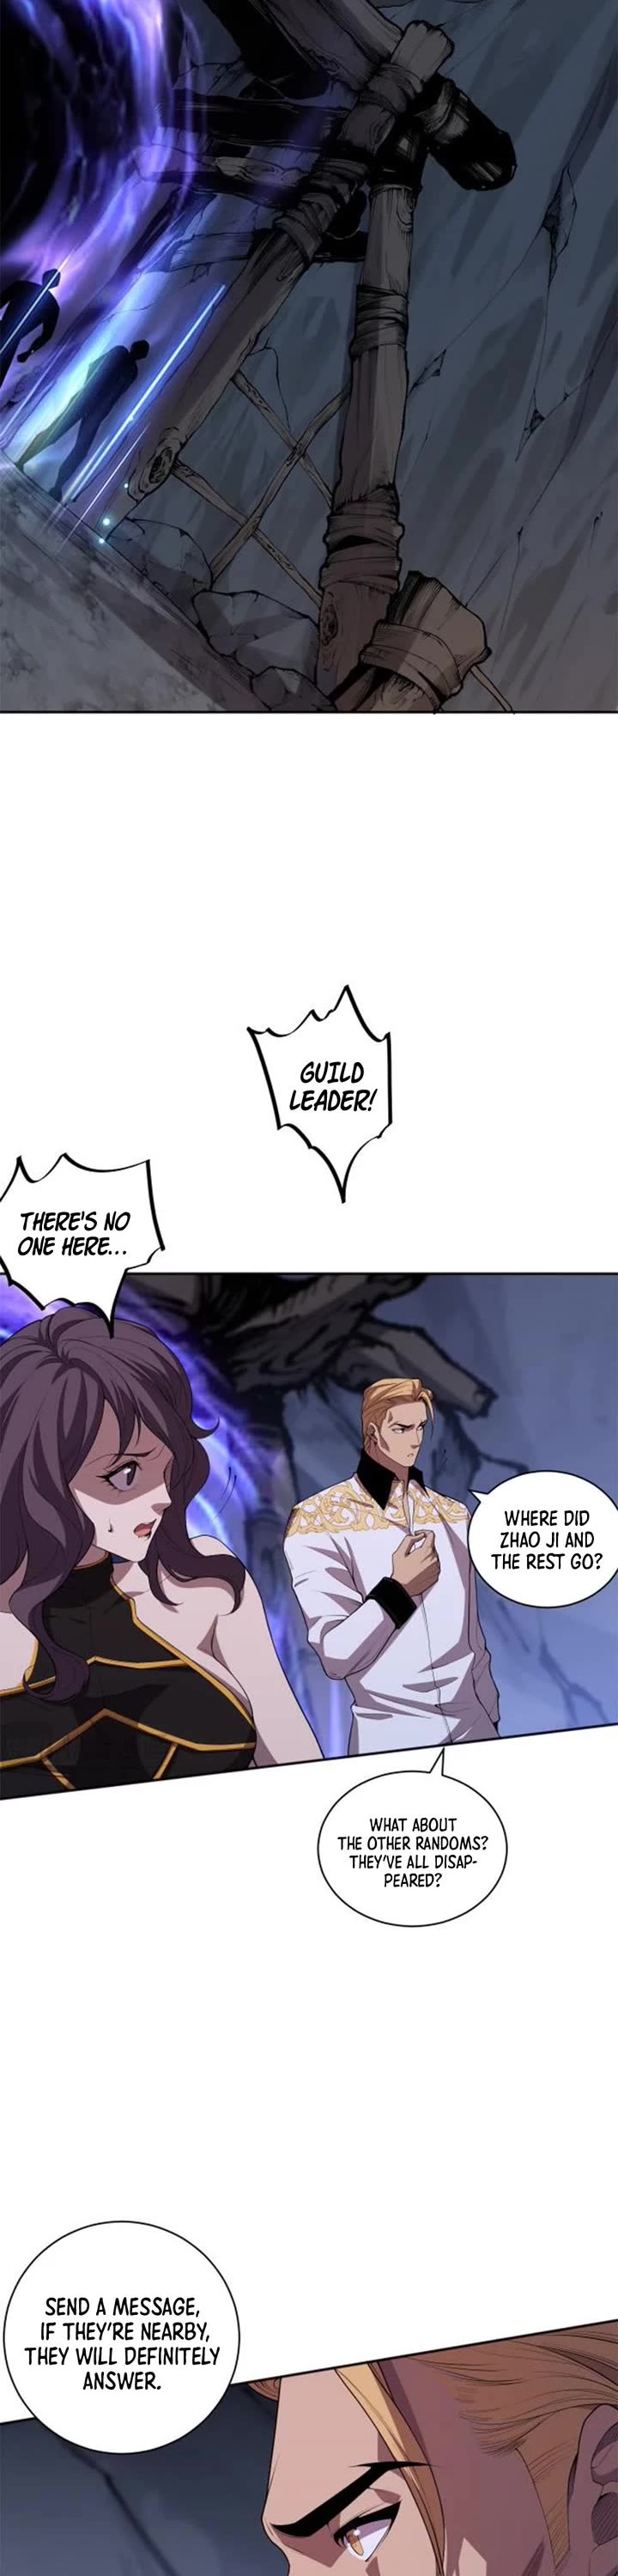 GUILD
LEADER!
THERE'S NO
ONE HERE...
WHERE DID
ZHAO JI AND
THE REST GO?
WHAT ABOUT
THE OTHER RANDOMS?
THEY'VE ALL DISAP-
PEARED?
SEND A MESSAGE,
IF THEY'RE NEARBY,
THEY WILL DEFINITELY
ANSWER.